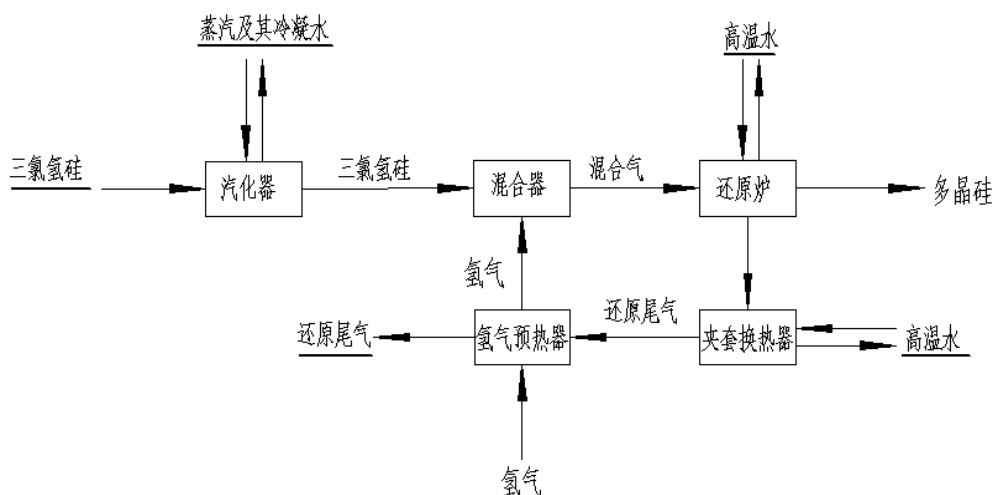 蒸汽及其冷凝水
高温水
三氯氢硅
汽化器
三氯氢硅
混合器
混合气
还原炉
多晶硅
氢气
还原尾气
氢气预热器
还原尾气
夹套换热器
高温水
氢气